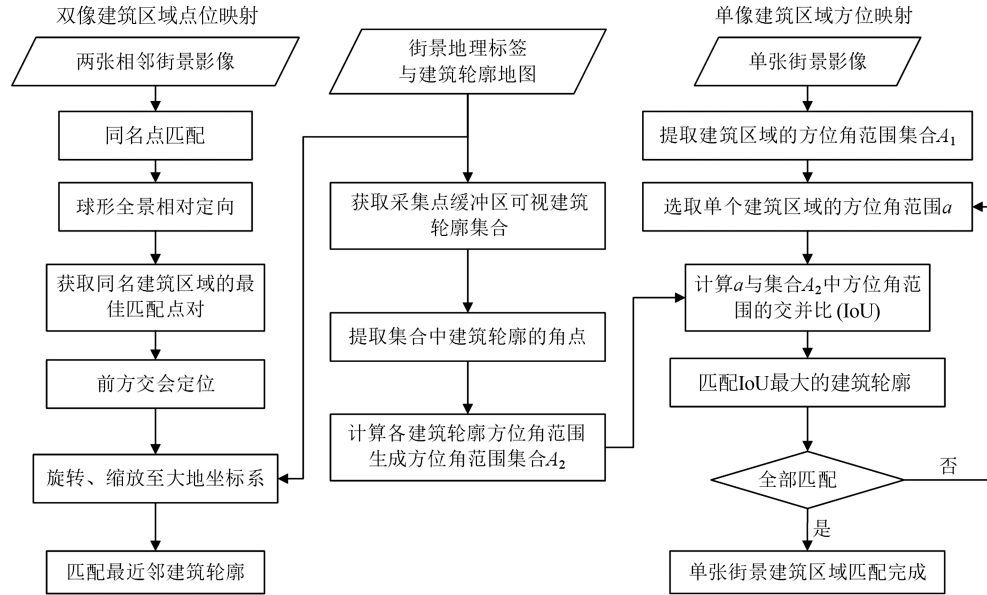 双像建筑区域点位映射
两张相邻街景影像
同名点匹配
球形全景相对定向
获取同名建筑区域的最
佳匹配点对
前方交会定位
旋转、缩放至大地坐标系
匹配最近邻建筑轮廓
街景地理标签
与建筑轮廓地图
获取采集点缓冲区可视建筑
轮廓集合
提取集合中建筑轮廓的角点
计算各建筑轮廓方位角范围
生成方位角范围集合A₂
单像建筑区域方位映射
单张街景影像
提取建筑区域的方位角范围集合A₁
选取单个建筑区域的方位角范围a
计算a与集合A₂中方位角范
围的交并比 (IoU)
匹配IoU最大的建筑轮廓
全部匹配
否
是
单张街景建筑区域匹配完成